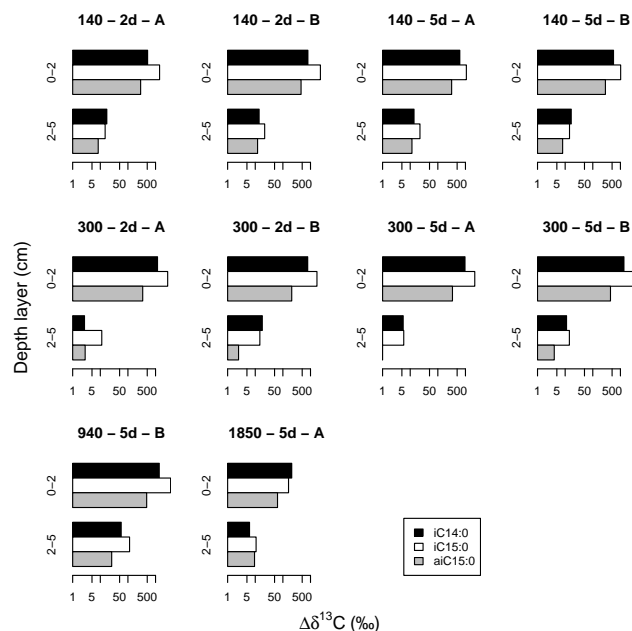 140 – 2d – A
140 – 2d – B
140 – 5d – A
140 – 5d – B
0–2
2–5
1 5 50 500
0–2
2–5
1 5 50 500
0–2
2–5
1 5 50 500
0–2
2–5
1 5 50 500
300 – 2d – A
300 – 2d – B
300 – 5d – A
300 – 5d – B
Depth layer (cm)
0–2
2–5
1 5 50 500
0–2
2–5
1 5 50 500
0–2
2–5
1 5 50 500
0–2
2–5
1 5 50 500
940 – 5d – B
1850 – 5d – A
0–2
2–5
1 5 50 500
0–2
2–5
1 5 50 500
iC14:0
iC15:0
aiC15:0
Δδ¹³C (‰)